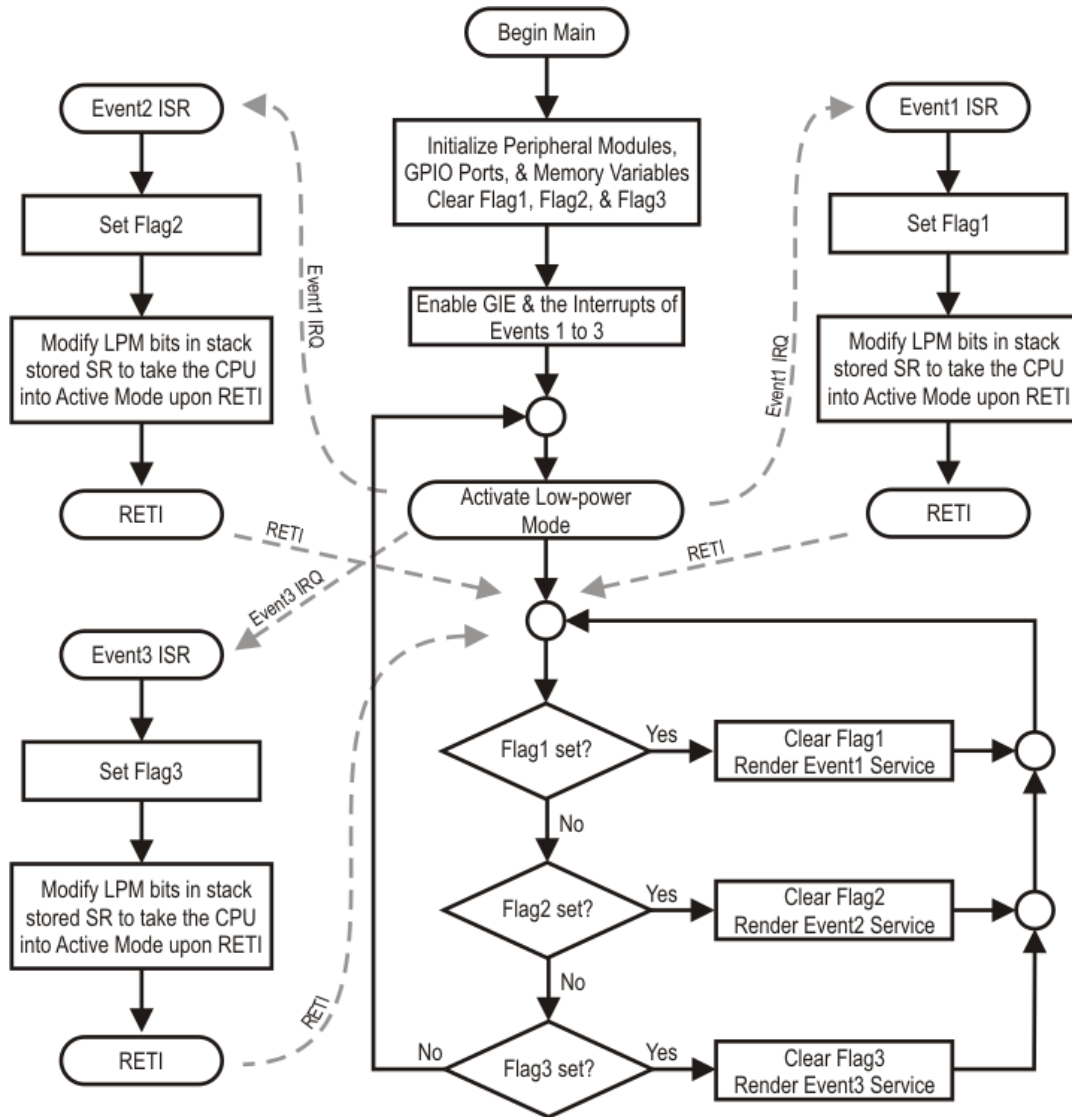 Begin Main
Initialize Peripheral Modules,
GPIO Ports, & Memory Variables
Clear Flag1, Flag2, & Flag3
Enable GIE & the Interrupts of
Events 1 to 3
Activate Low-power
Mode
Event2 ISR
Set Flag2
Modify LPM bits in stack
stored SR to take the CPU
into Active Mode upon RETI
RETI
Event1 IRQ
RETI
Event1 ISR
Set Flag1
Modify LPM bits in stack
stored SR to take the CPU
into Active Mode upon RETI
RETI
Event1 IRQ
RETI
Event3 IRQ
Event3 ISR
Set Flag3
Modify LPM bits in stack
stored SR to take the CPU
into Active Mode upon RETI
RETI
RETI
Flag1 set?
Yes
Clear Flag1
Render Event1 Service
No
Flag2 set?
Yes
Clear Flag2
Render Event2 Service
No
No
Flag3 set?
Yes
Clear Flag3
Render Event3 Service